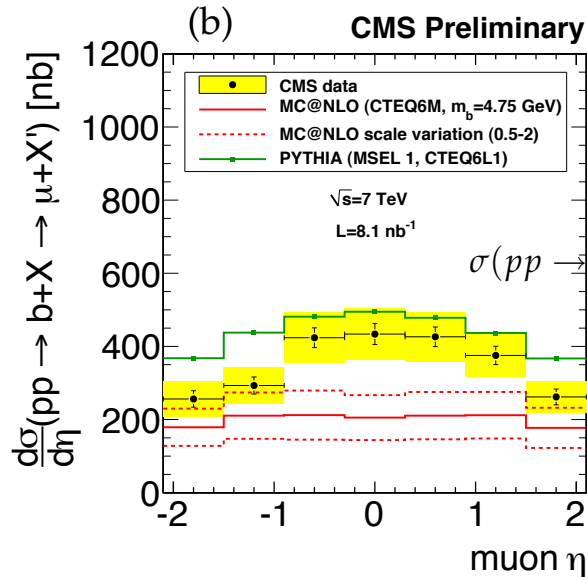 (b) CMS Preliminary
CMS data
MC@NLO (CTEQ6M, m_b=4.75 GeV)
MC@NLO scale variation (0.5-2)
PYTHIA (MSEL 1, CTEQ6L1)
√s=7 TeV
L=8.1 nb⁻¹
σ(pp →
dσ/dη(pp → b+X → μ+X') [nb]
1200
1000
800
600
400
200
0
-2 -1 0 1 2
muon η